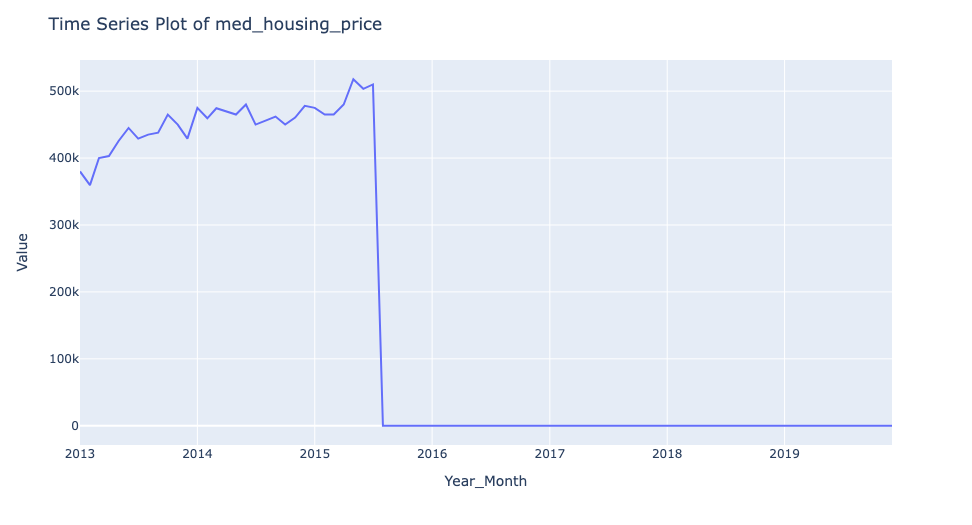 Time Series Plot of med_housing_price
500k
400k
300k
200k
100k
0
2013 2014 2015 2016 2017 2018 2019
Value
Year_Month